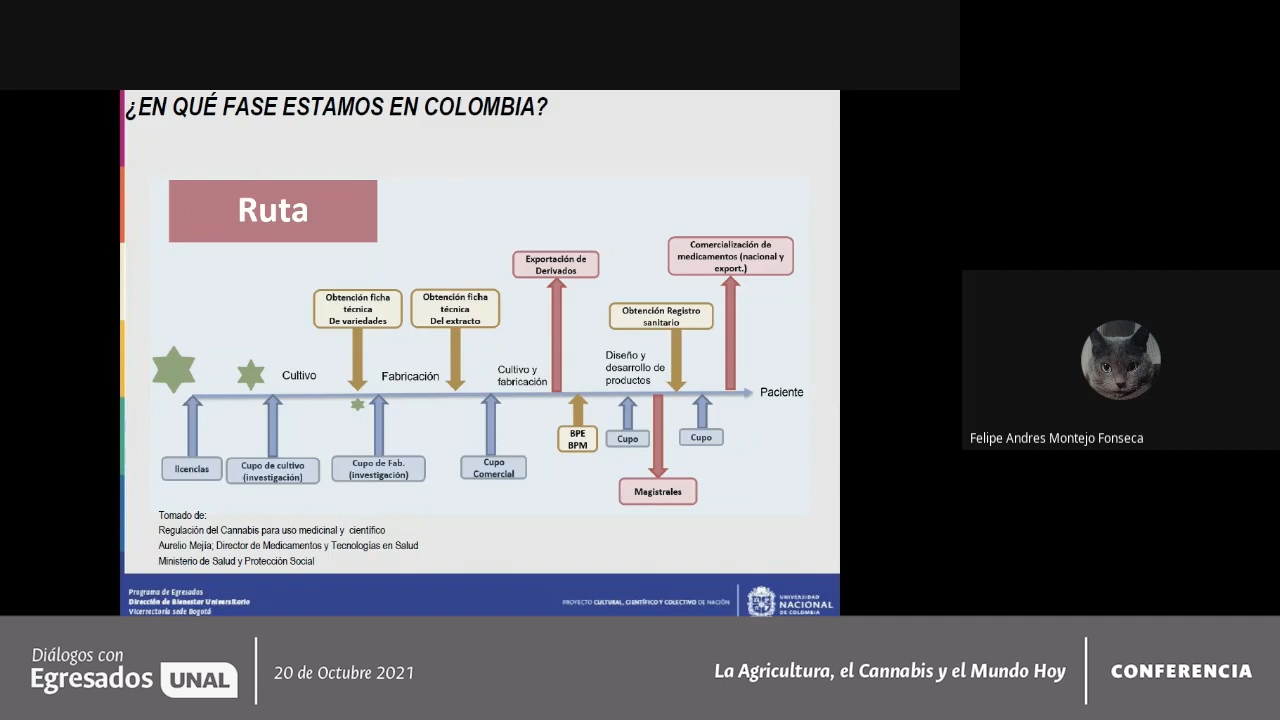 ¿EN QUÉ FASE ESTAMOS EN COLOMBIA?
Ruta
Comercialización de
medicamentos (nacional y
export.)
Exportación de
Derivados
Obtención ficha
técnica
De variedades
Obtención ficha
técnica
Del extracto
Obtención Registro
sanitario
Cultivo
Fabricación
Cultivo y
fabricación
Diseño y
desarrollo de
productos
Paciente
licencias
Cupo de cultivo
(investigación)
Cupo de Fab.
(investigación)
Cupo
Comercial
BPE
BPM
Cupo
Cupo
Magistrales
Tomado de:
Regulación del Cannabis para uso medicinal y científico
Aurelio Mejía; Director de Medicamentos y Tecnologías en Salud
Ministerio de Salud y Protección Social
Programa de Egresados
Dirección de Bienestar Universitario
Vicerrectoría sede Bogotá
PROYECTO CULTURAL, CIENTÍFICO Y COLECTIVO DE NACIÓN
UNIVERSIDAD
NACIONAL
DE COLOMBIA
Felipe Andres Montejo Fonseca
Diálogos con
Egresados UNAL
20 de Octubre 2021
La Agricultura, el Cannabis y el Mundo Hoy
CONFERENCIA